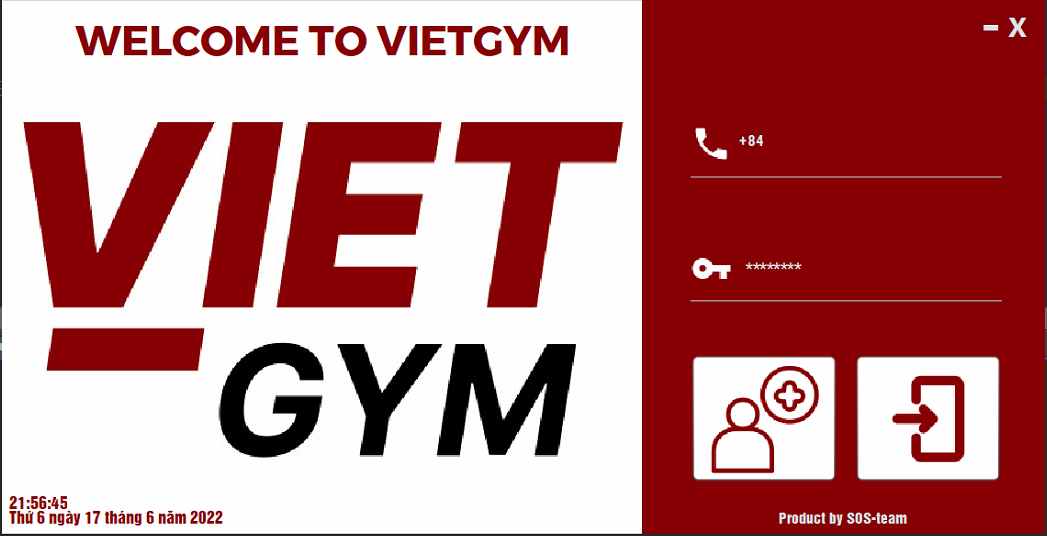 WELCOME TO VIETGYM
VIET
GYM
21:56:45
Thứ 6 ngày 17 tháng 6 năm 2022
- X
+84
********
Product by SOS-team